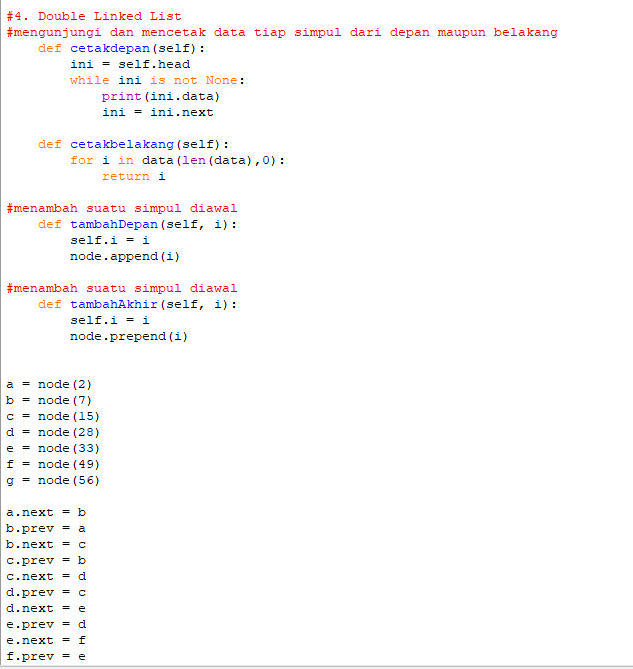 #4. Double Linked List
#mengunjungi dan mencetak data tiap simpul dari depan maupun belakang
    def cetakdepan(self):
        ini = self.head
        while ini is not None:
            print(ini.data)
            ini = ini.next

    def cetakbelakang(self):
        for i in data(len(data),0):
            return i

#menambah suatu simpul diawal
    def tambahDepan(self, i):
        self.i = i
        node.append(i)

#menambah suatu simpul diawal
    def tambahAkhir(self, i):
        self.i = i
        node.prepend(i)


a = node(2)
b = node(7)
c = node(15)
d = node(28)
e = node(33)
f = node(49)
g = node(56)

a.next = b
b.prev = a
b.next = c
c.prev = b
c.next = d
d.prev = c
d.next = e
e.prev = d
e.next = f
f.prev = e